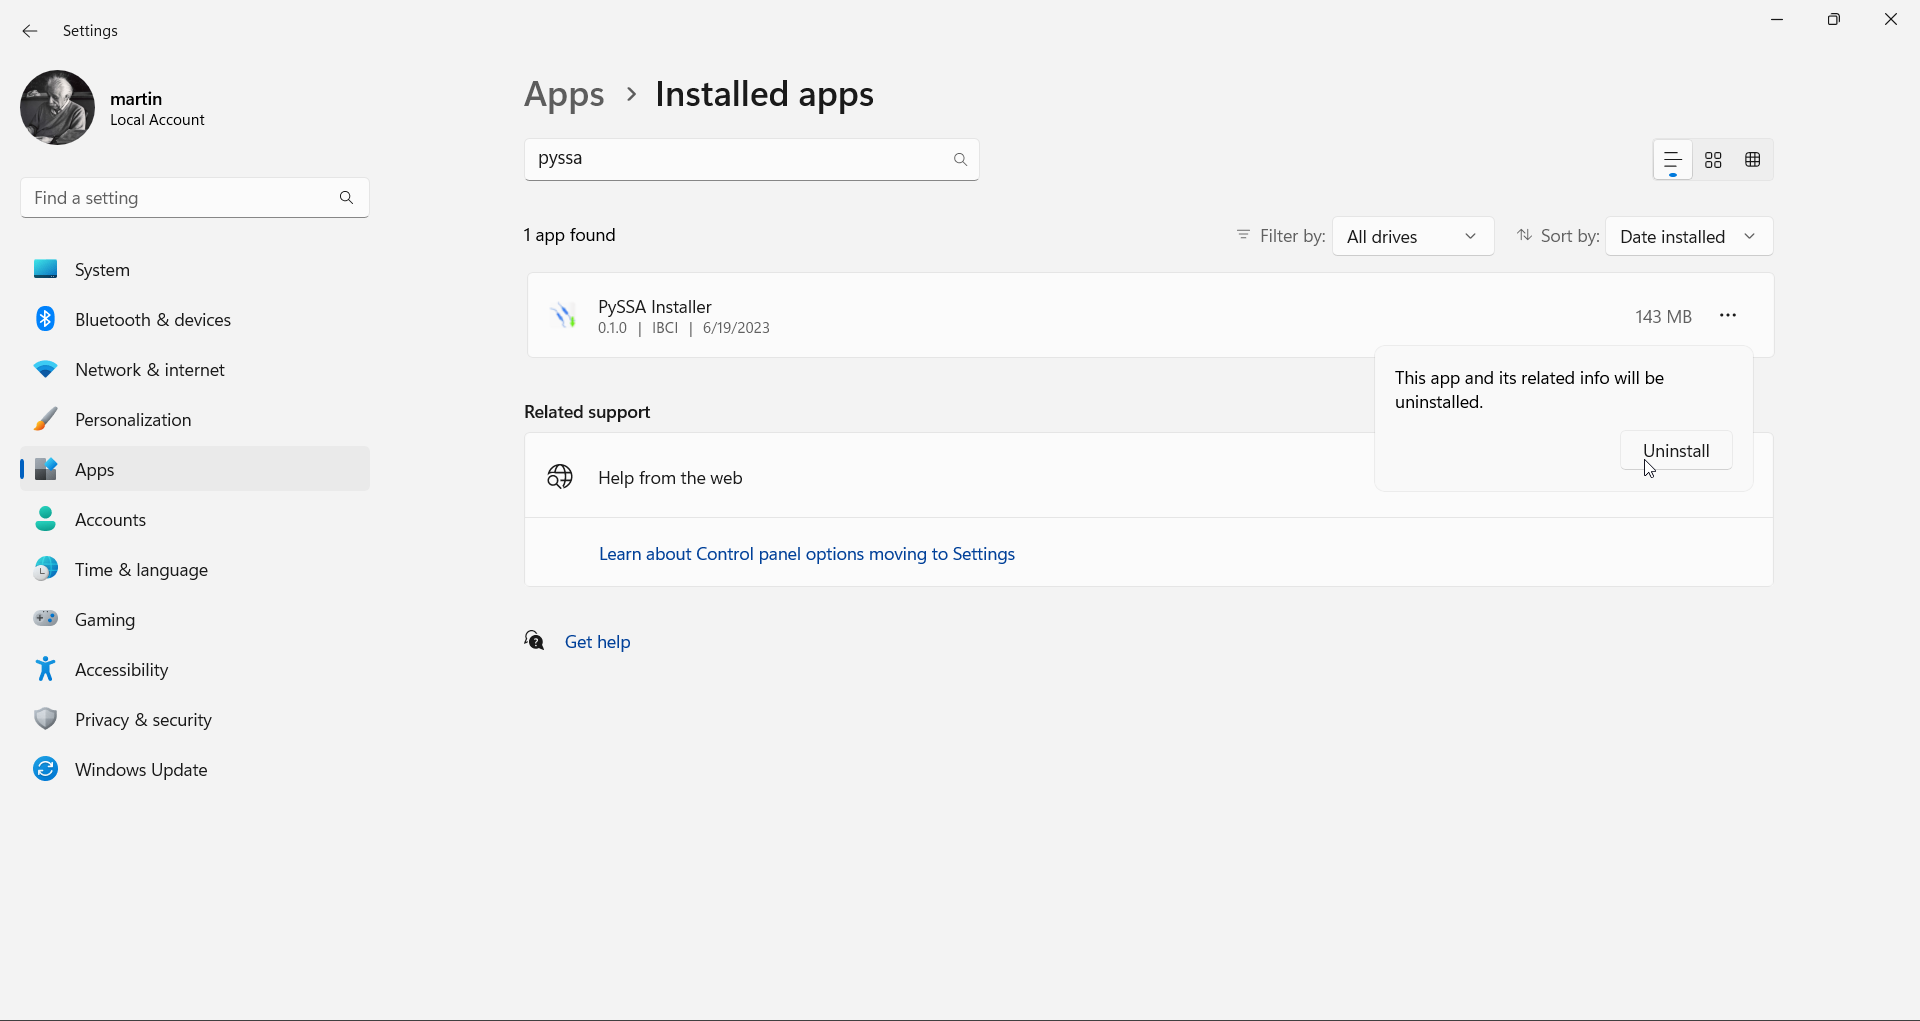 Settings
martin
Local Account
Find a setting
System
Bluetooth & devices
Network & internet
Personalization
Apps
Accounts
Time & language
Gaming
Accessibility
Privacy & security
Windows Update
Apps > Installed apps
pyssa
1 app found
Filter by: All drives
Sort by: Date installed
PySSA Installer
0.1.0 | IBCI | 6/19/2023
143 MB
This app and its related info will be
uninstalled.
Uninstall
Related support
Help from the web
Learn about Control panel options moving to Settings
Get help